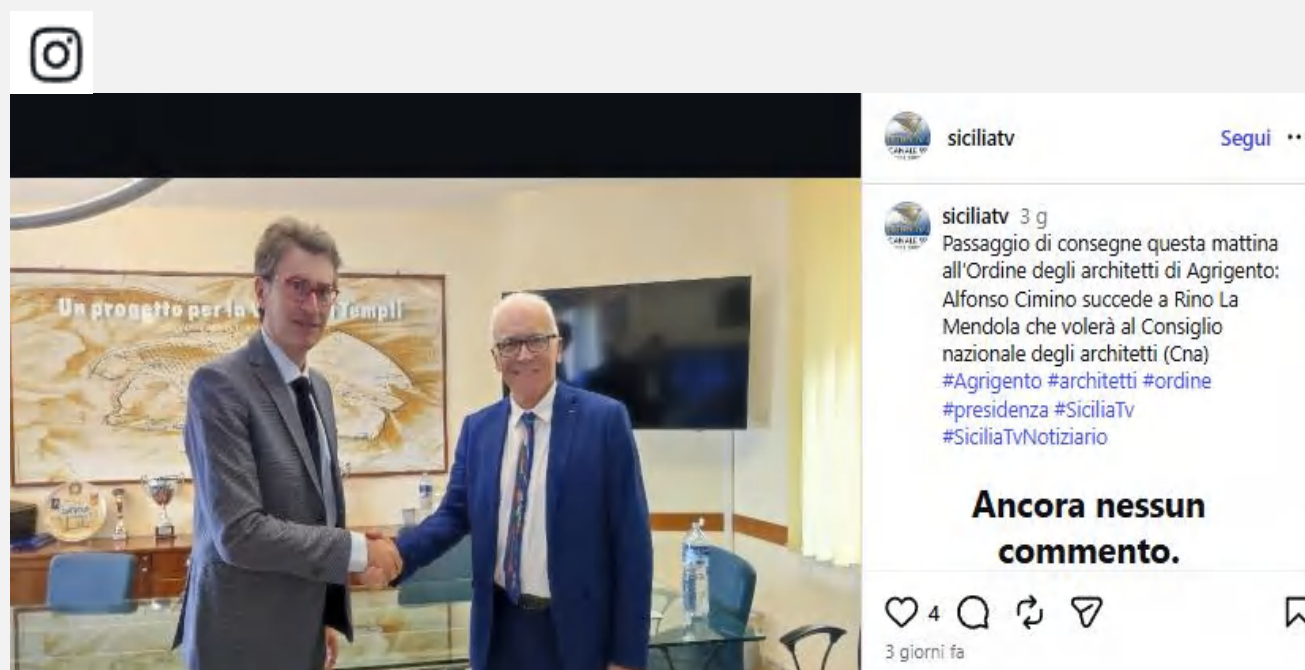 siciliatv
Segui
siciliatv 3 g
Passaggio di consegne questa mattina
all'Ordine degli architetti di Agrigento:
Alfonso Cimino succede a Rino La
Mendola che volerà al Consiglio
nazionale degli architetti (Cna)
#Agrigento #architetti #ordine
#presidenza #SiciliaTv
#SiciliaTvNotiziario
Un progetto per la Templi
Ancora nessun
commento.
4
3 giorni fa